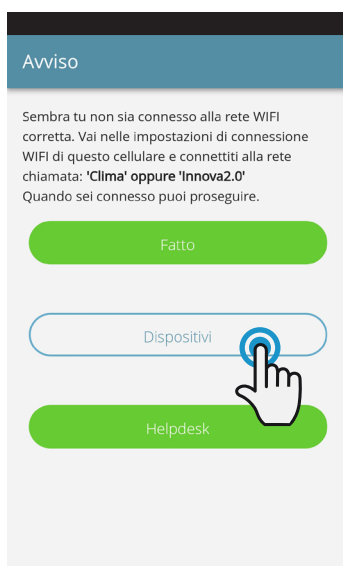 Avviso
Sembra tu non sia connesso alla rete WIFI
corretta. Vai nelle impostazioni di connessione
WIFI di questo cellulare e connettiti alla rete
chiamata: 'Clima' oppure 'Innova2.0'
Quando sei connesso puoi proseguire.
Fatto
Dispositivi
Helpdesk